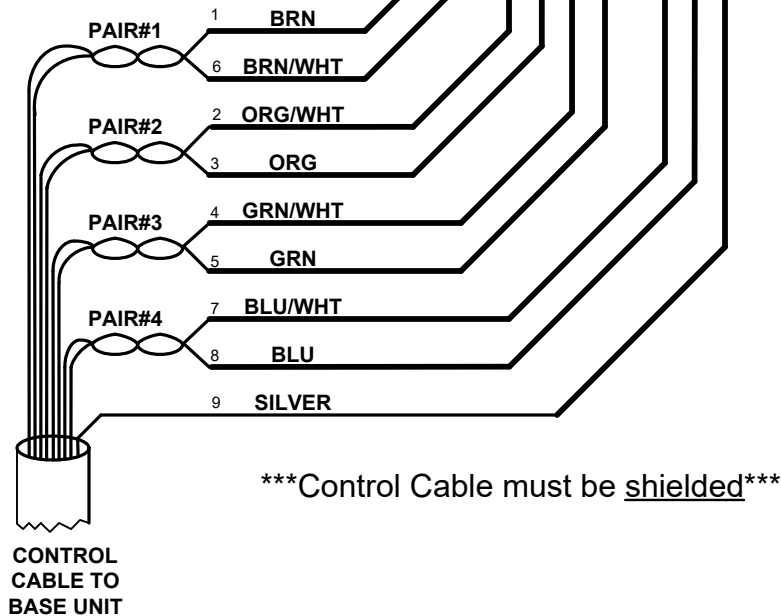 1 BRN
PAIR#1
6 BRN/WHT
2 ORG/WHT
PAIR#2
3 ORG
4 GRN/WHT
PAIR#3
5 GRN
7 BLU/WHT
PAIR#4
8 BLU
9 SILVER
***Control Cable must be shielded***
CONTROL
CABLE TO
BASE UNIT